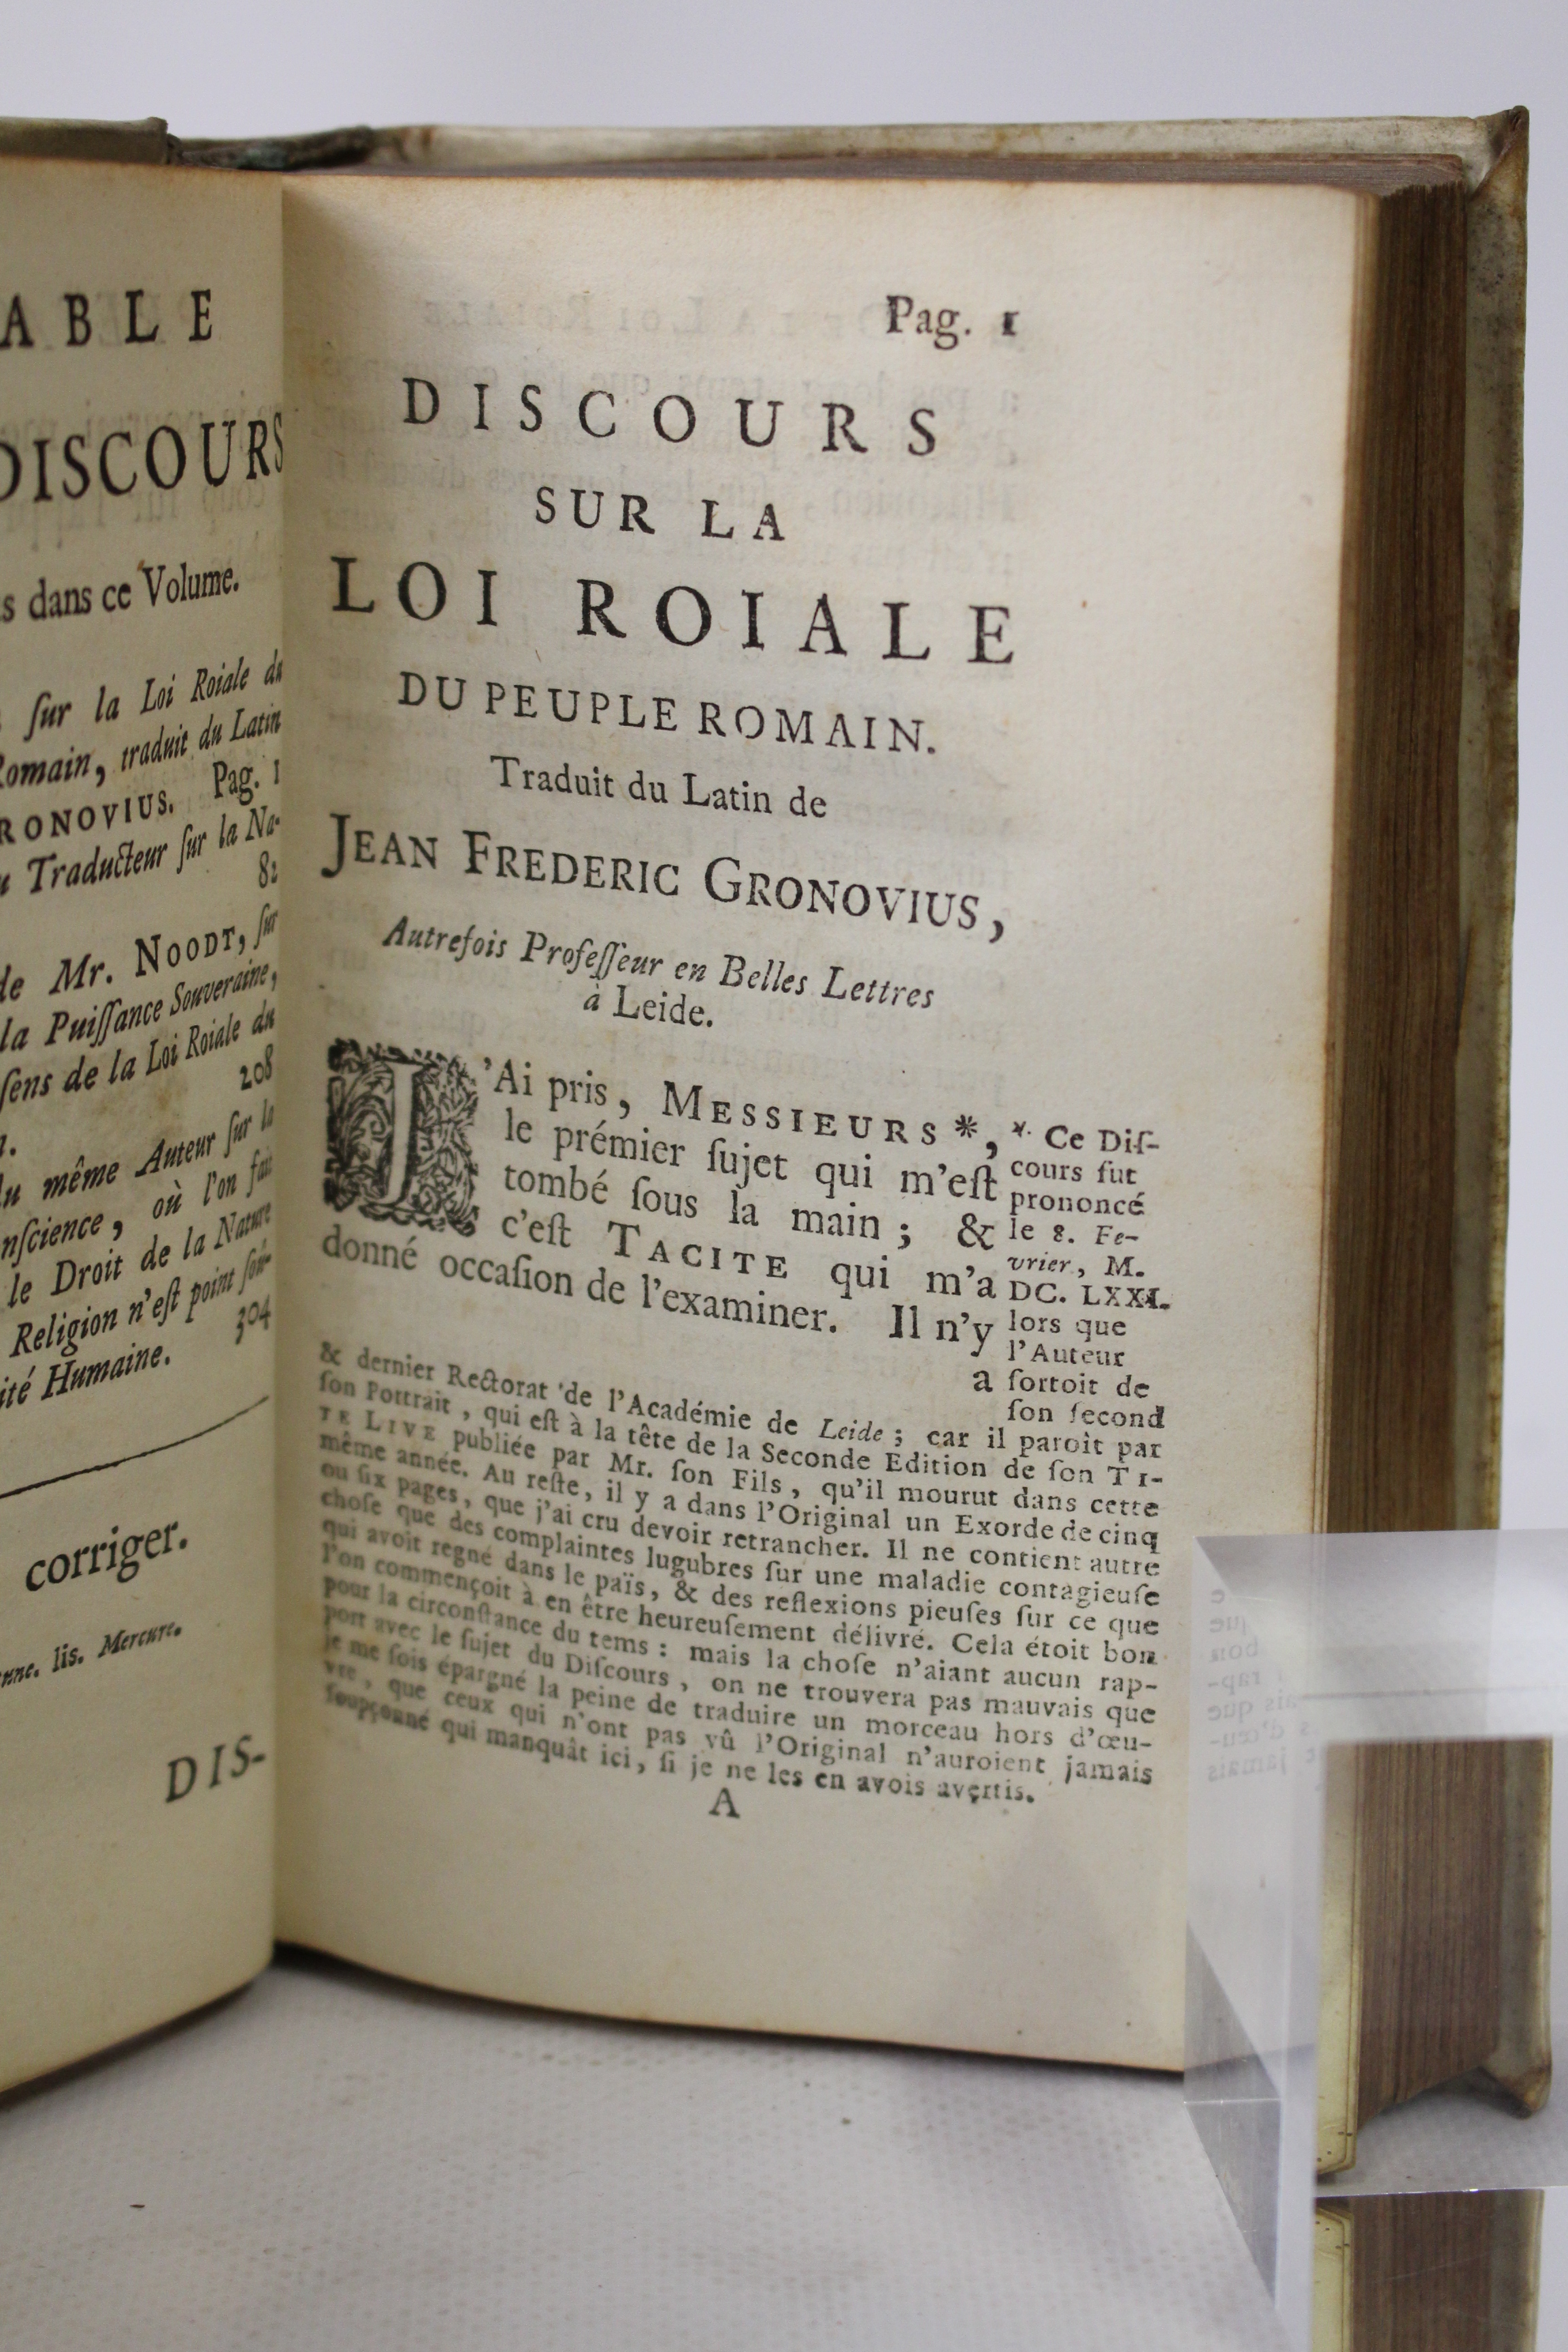 ABLE
DISCOURS
s dans ce Volume.
ſur la Loi Roiale du
Romain, traduit du Latin
RONOVIUS. Pag. 1
Traducteur ſur la Na-
82
de Mr. NOODT, ſur
la Puiſſance Souveraine,
ſens de la Loi Roiale du
208
du même Auteur ſur la
nſcience, où l'on fait
le Droit de la Nature
Religion n'eſt point
ité Humaine. 304
corriger.
lis. Mercure.
DIS-
Pag. 1
DISCOURS
SUR LA
LOI ROIALE
DU PEUPLE ROMAIN.
Traduit du Latin de
JEAN FREDERIC GRONOVIUS,
Autrefois Profeſſeur en Belles Lettres
à Leide.
J'Ai pris, MESSIEURS *,
le prémier ſujet qui m'eſt
tombé ſous la main; &
c'eſt TACITE qui m'a
donné occaſion de l'examiner. Il n'y
a
* Ce Diſ-
cours fut
prononcé
le 8. Fe-
vrier, M.
DC. LXXI.
lors que
l'Auteur
ſortoit de
ſon ſecond
& dernier Rectorat de l'Académie de Leide; car il paroît par
ſon Portrait, qui eſt à la tête de la Seconde Edition de ſon TI-
TE LIVE publiée par Mr. ſon Fils, qu'il mourut dans cette
même année. Au reſte, il y a dans l'Original un Exorde de cinq
ou ſix pages, que j'ai cru devoir retrancher. Il ne contient autre
choſe que des complaintes lugubres ſur une maladie contagieuſe
qui avoit regné dans le païs, & des reflexions pieuſes ſur ce que
l'on commençoit à en être heureuſement délivré. Cela étoit bon
pour la circonſtance du tems: mais la choſe n'aiant aucun rap-
port avec le ſujet du Diſcours, on ne trouvera pas mauvais que
je me ſois épargné la peine de traduire un morceau hors d'œu-
vre, que ceux qui n'ont pas vû l'Original n'auroient jamais
ſoupçonné qui manquât ici, ſi je ne les en avois avertis.
A